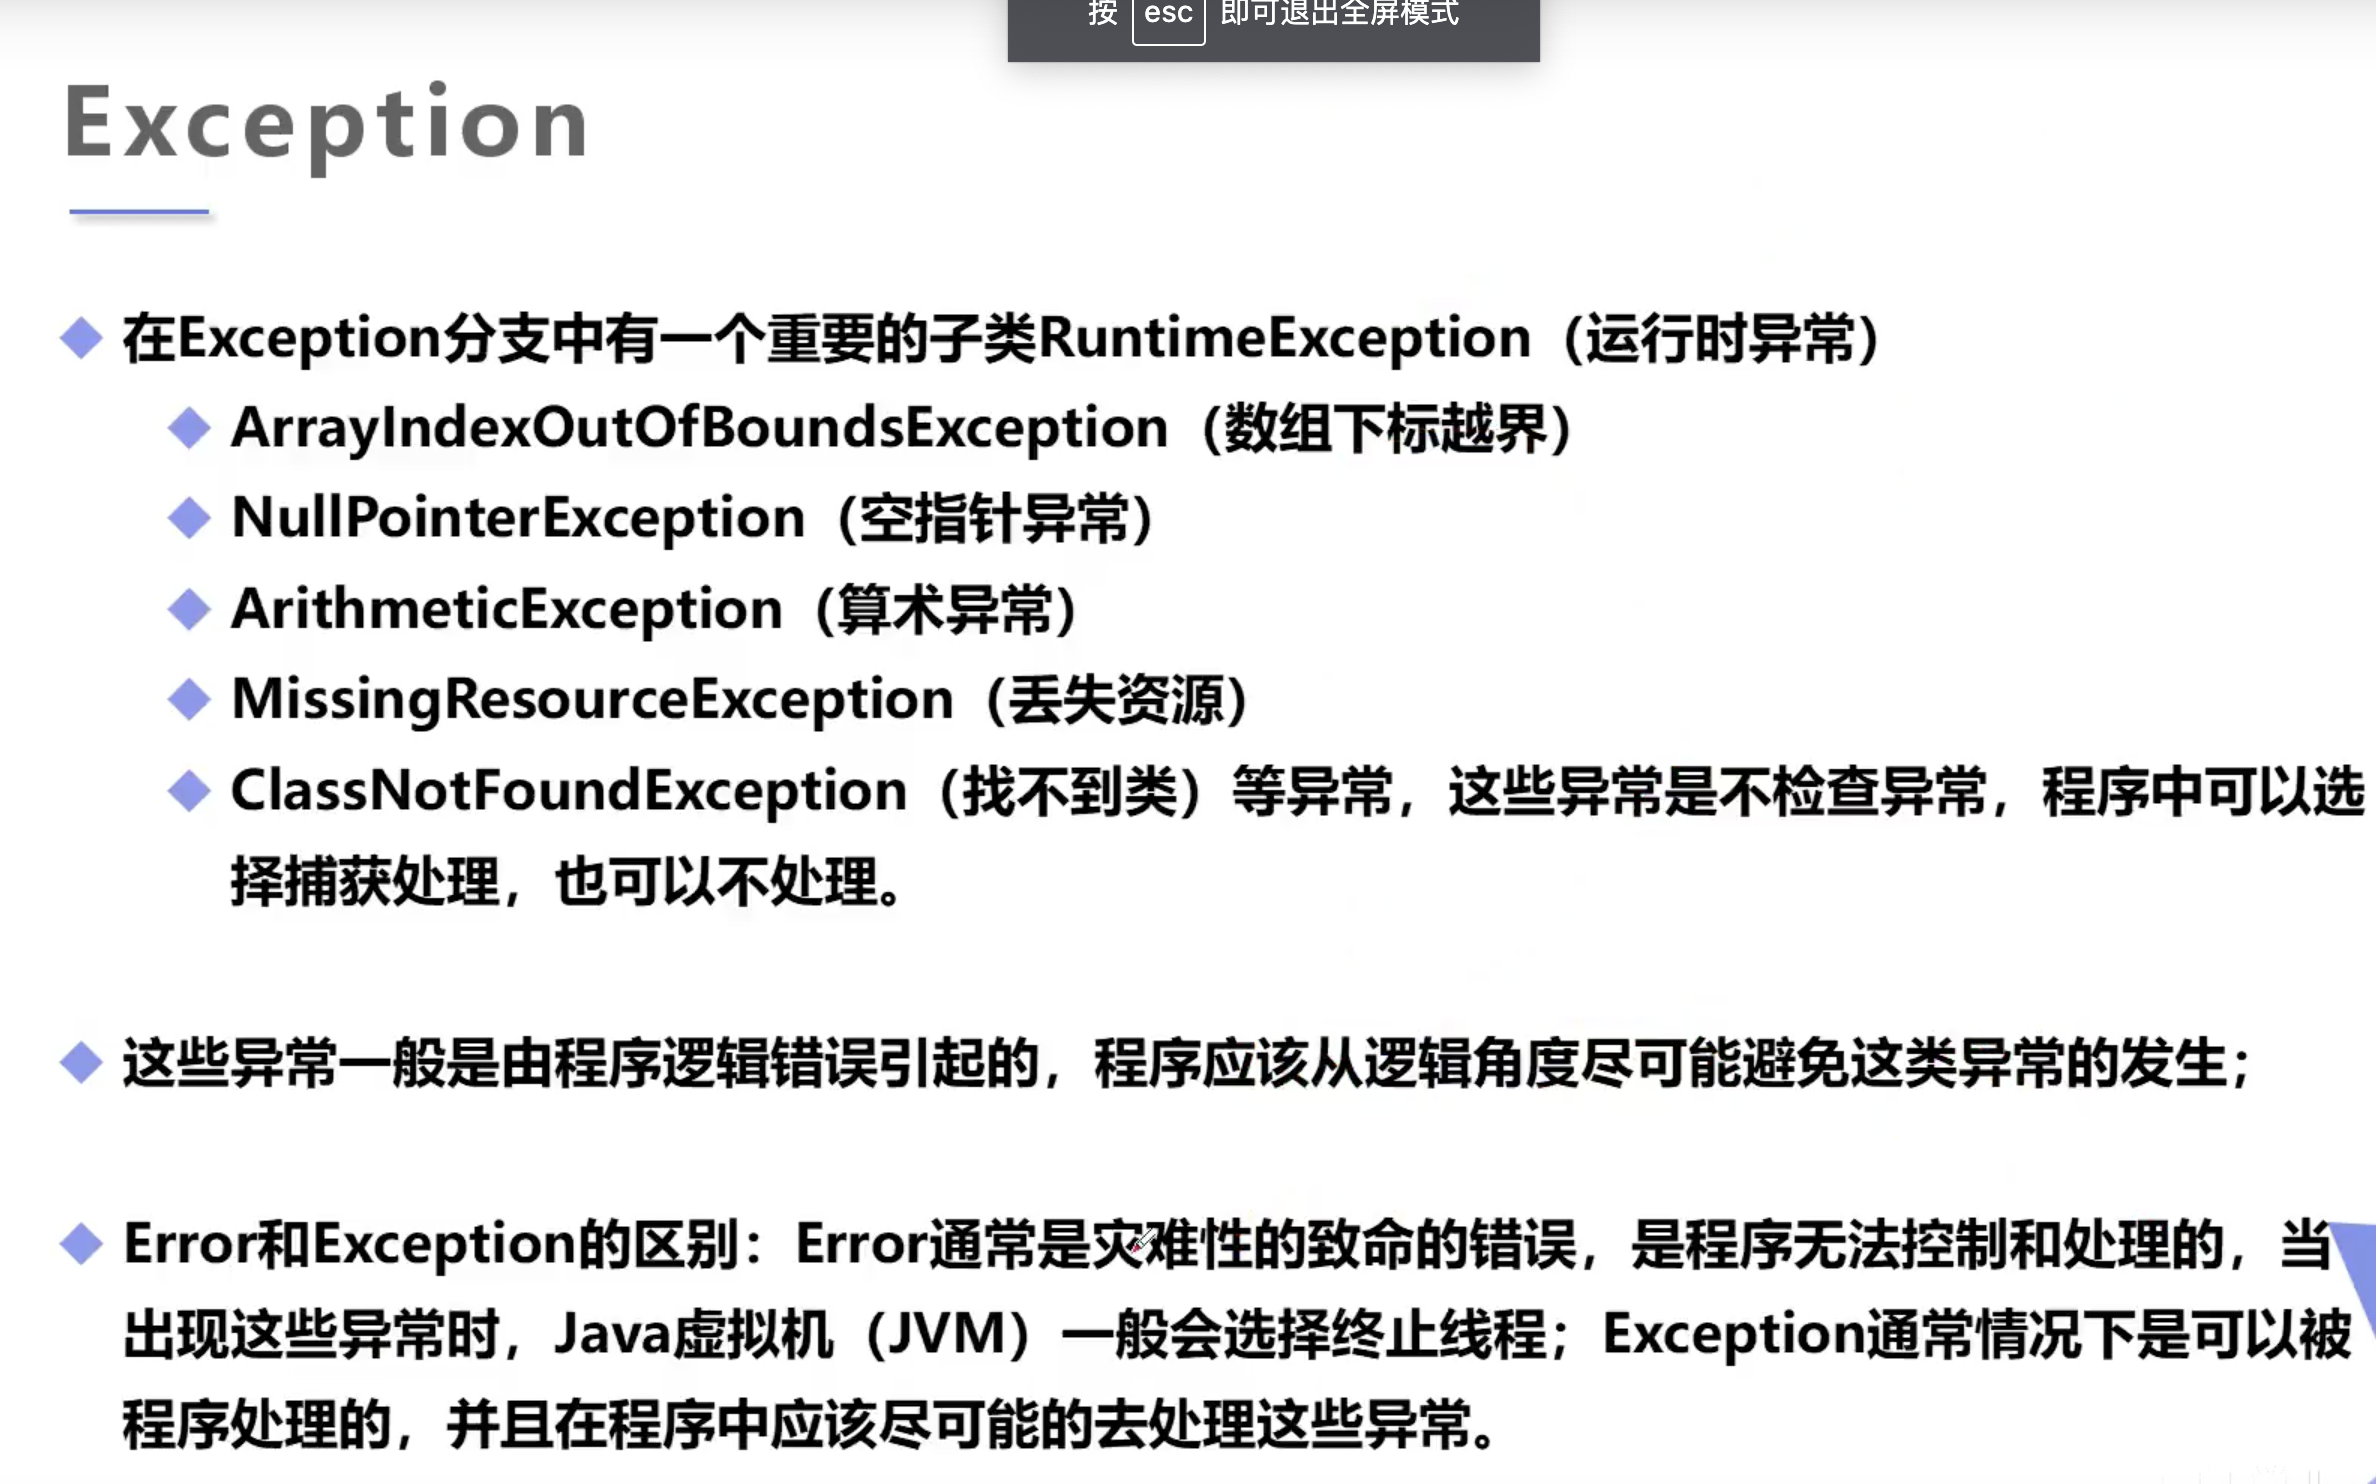 按 esc 即可退出全屏模式
Exception
在Exception分支中有一个重要的子类RuntimeException（运行时异常）
ArrayIndexOutOfBoundsException（数组下标越界）
NullPointerException（空指针异常）
ArithmeticException（算术异常）
MissingResourceException（丢失资源）
ClassNotFoundException（找不到类）等异常，这些异常是不检查异常，程序中可以选
择捕获处理，也可以不处理。
这些异常一般是由程序逻辑错误引起的，程序应该从逻辑角度尽可能避免这类异常的发生；
Error和Exception的区别：Error通常是灾难性的致命的错误，是程序无法控制和处理的，当
出现这些异常时，Java虚拟机（JVM）一般会选择终止线程；Exception通常情况下是可以被
程序处理的，并且在程序中应该尽可能的去处理这些异常。